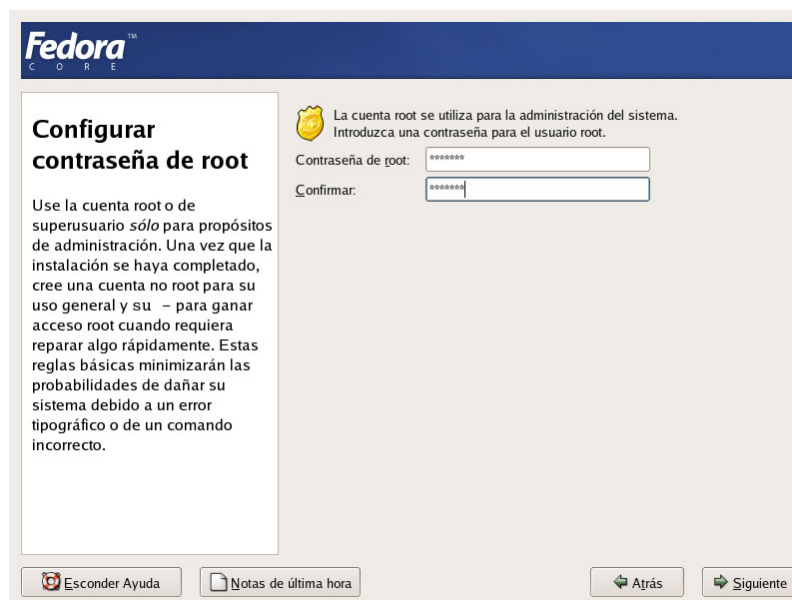 Fedora™
CORE
Configurar
contraseña de root
Use la cuenta root o de
superusuario sólo para propósitos
de administración. Una vez que la
instalación se haya completado,
cree una cuenta no root para su
uso general y su - para ganar
acceso root cuando requiera
reparar algo rápidamente. Estas
reglas básicas minimizarán las
probabilidades de dañar su
sistema debido a un error
tipográfico o de un comando
incorrecto.
La cuenta root se utiliza para la administración del sistema.
Introduzca una contraseña para el usuario root.
Contraseña de root: *******
Confirmar: *******
Esconder Ayuda
Notas de última hora
Atrás
Siguiente